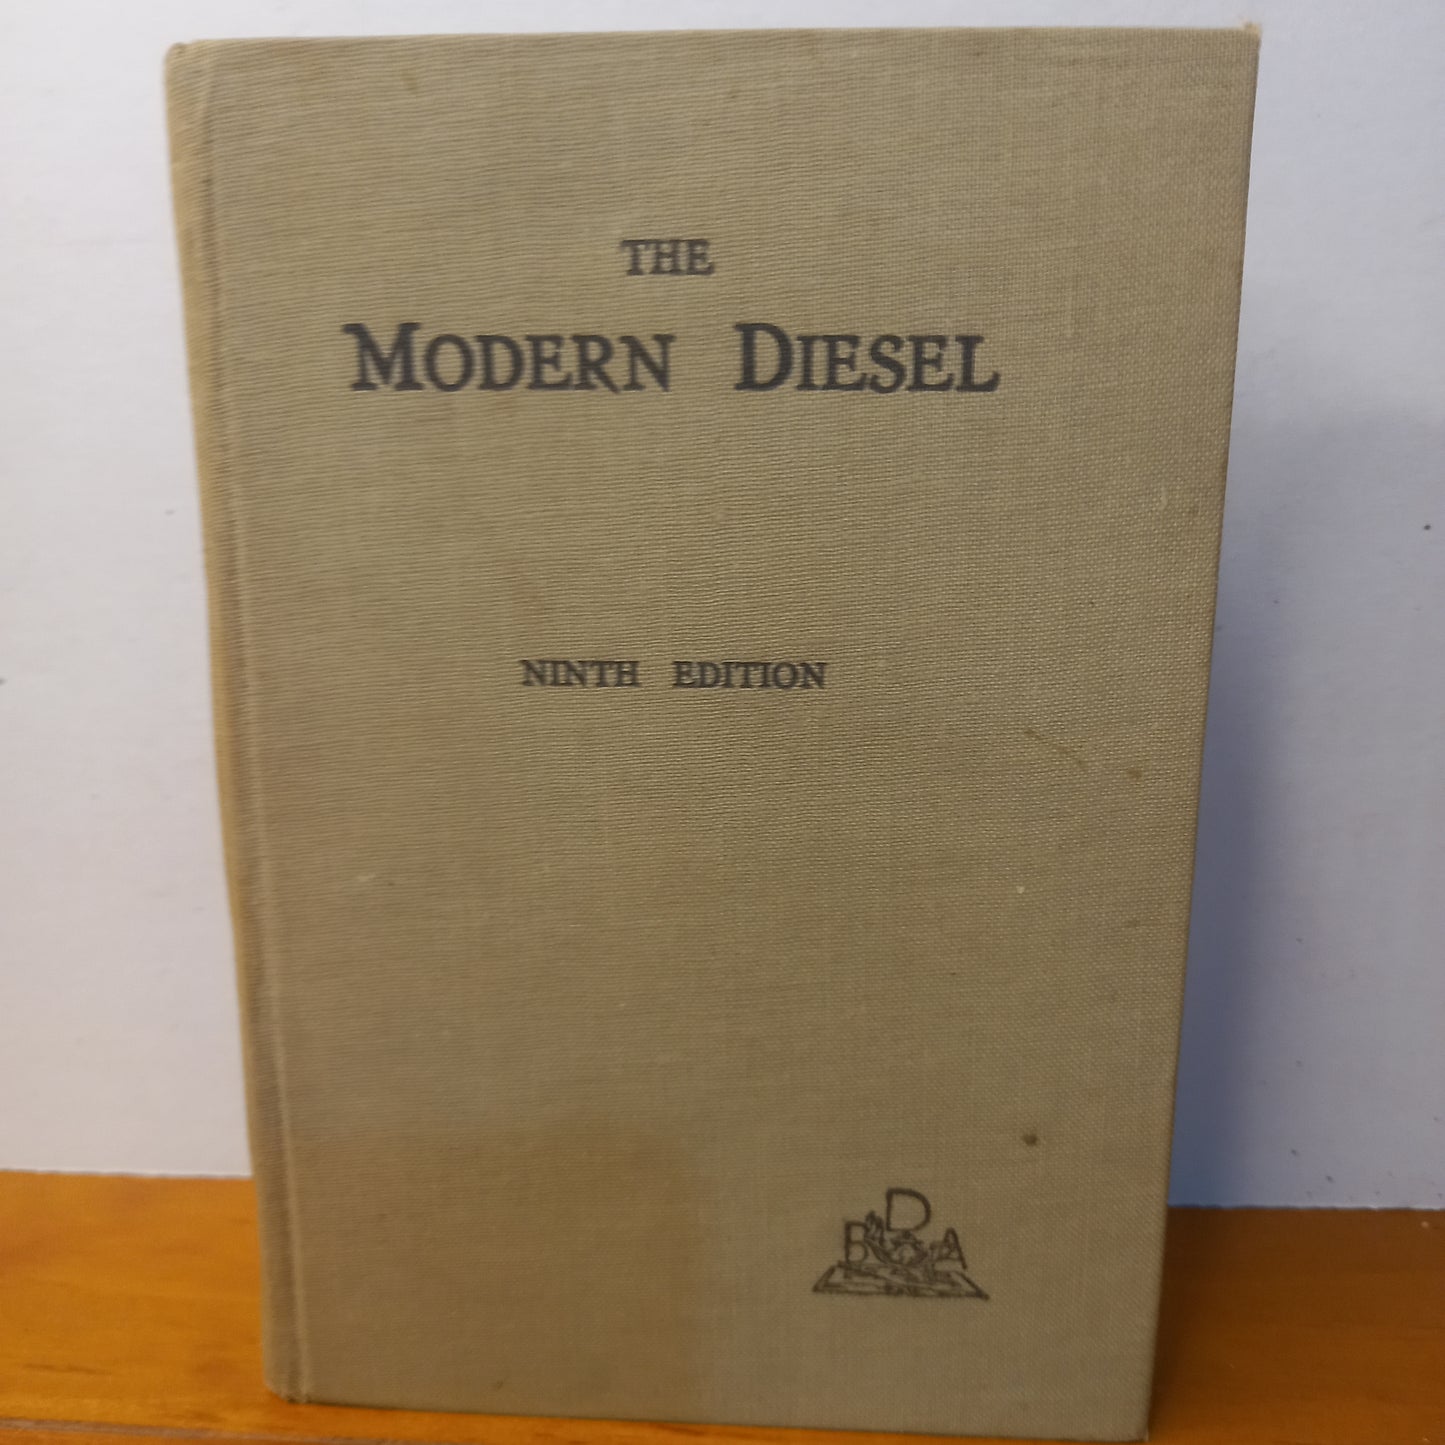 THE
MODERN DIESEL
NINTH EDITION
D
B A